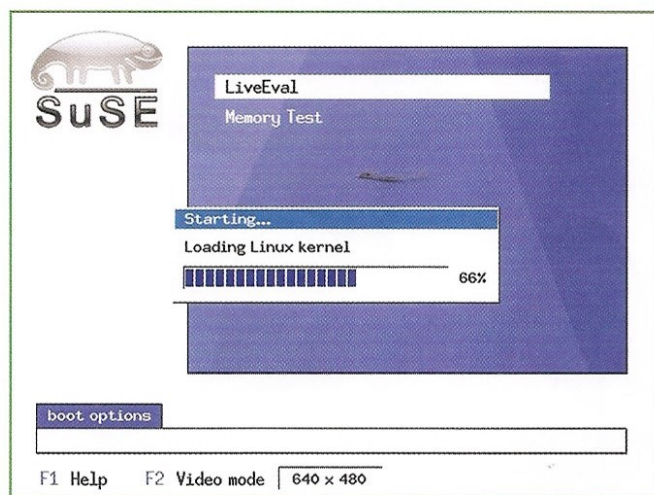 SuSE
LiveEval
Memory Test
Starting...
Loading Linux kernel
66%
boot options
F1 Help F2 Video mode 640 x 480